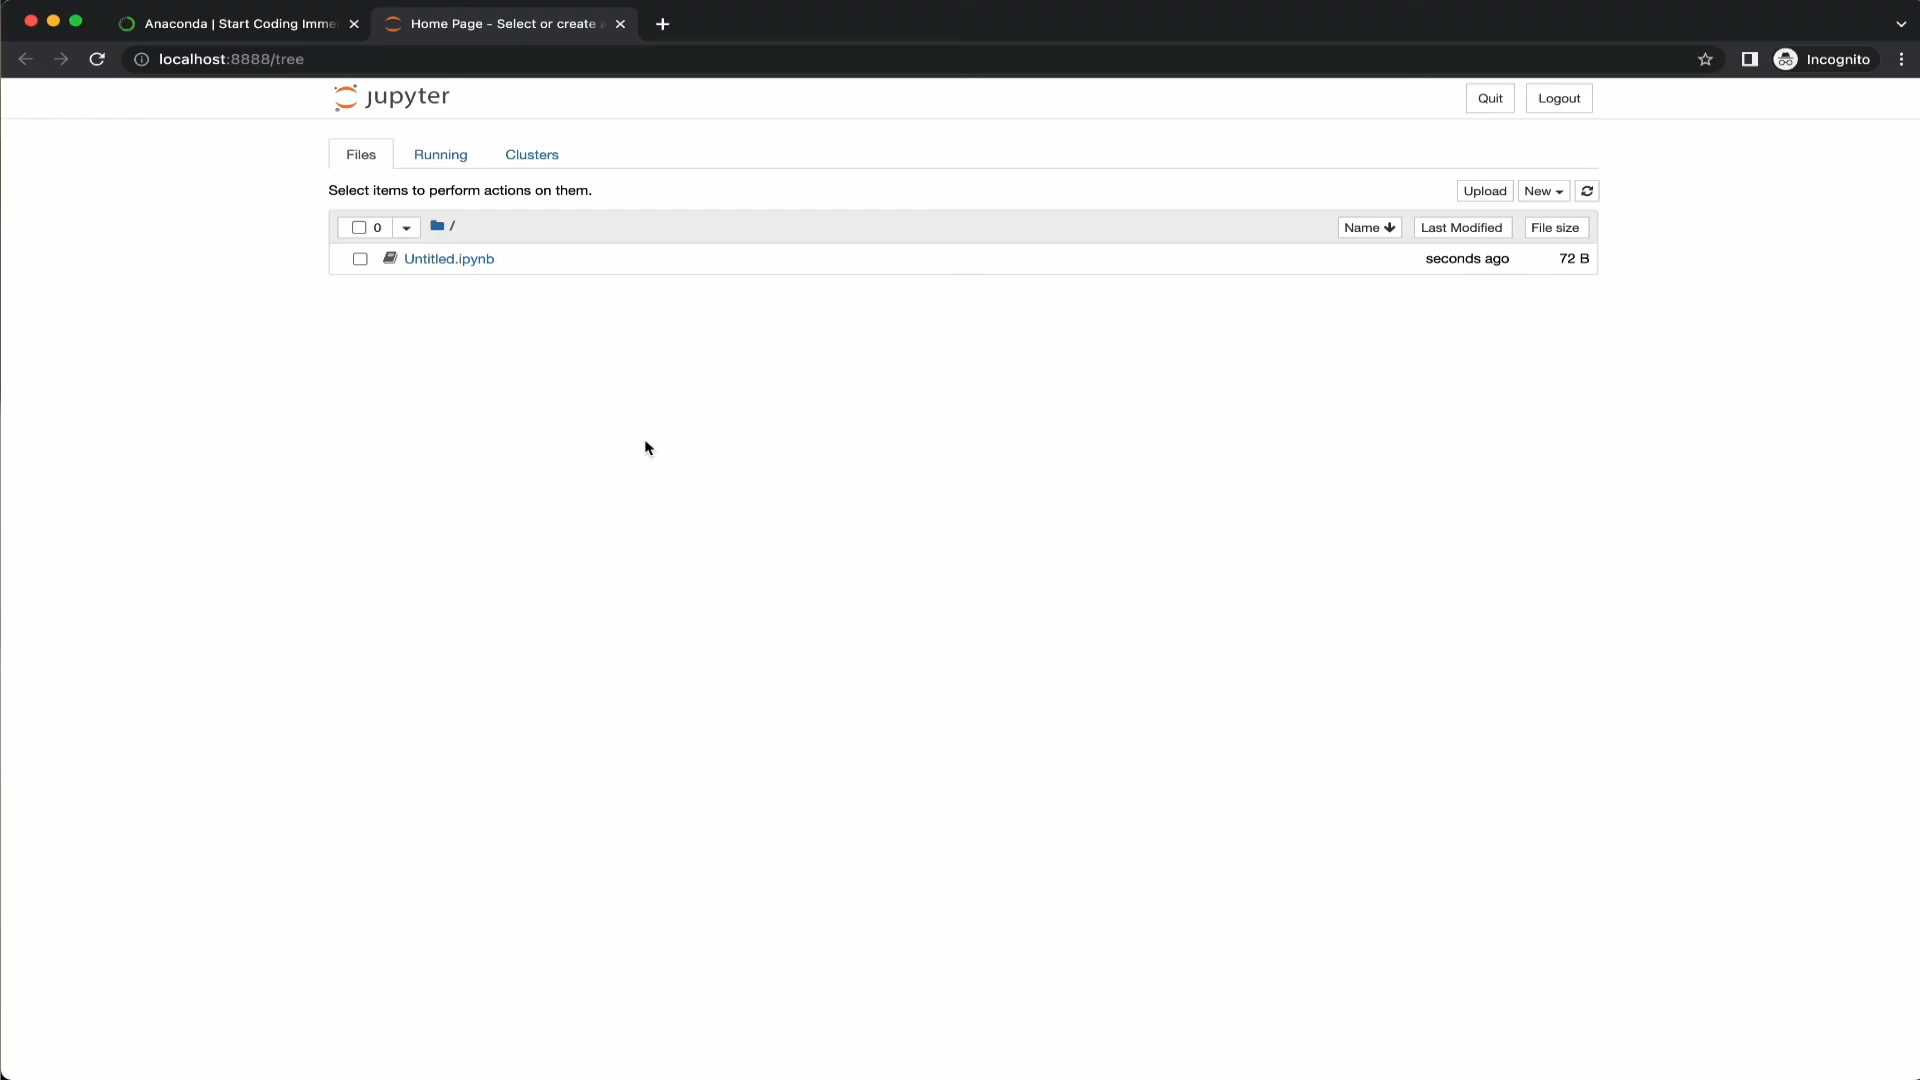 Anaconda | Start Coding Imme
Home Page - Select or create a
localhost:8888/tree
Incognito
jupyter
Quit
Logout
Files
Running
Clusters
Select items to perform actions on them.
Upload
New
0
/
Name
Last Modified
File size
Untitled.ipynb
seconds ago
72 B